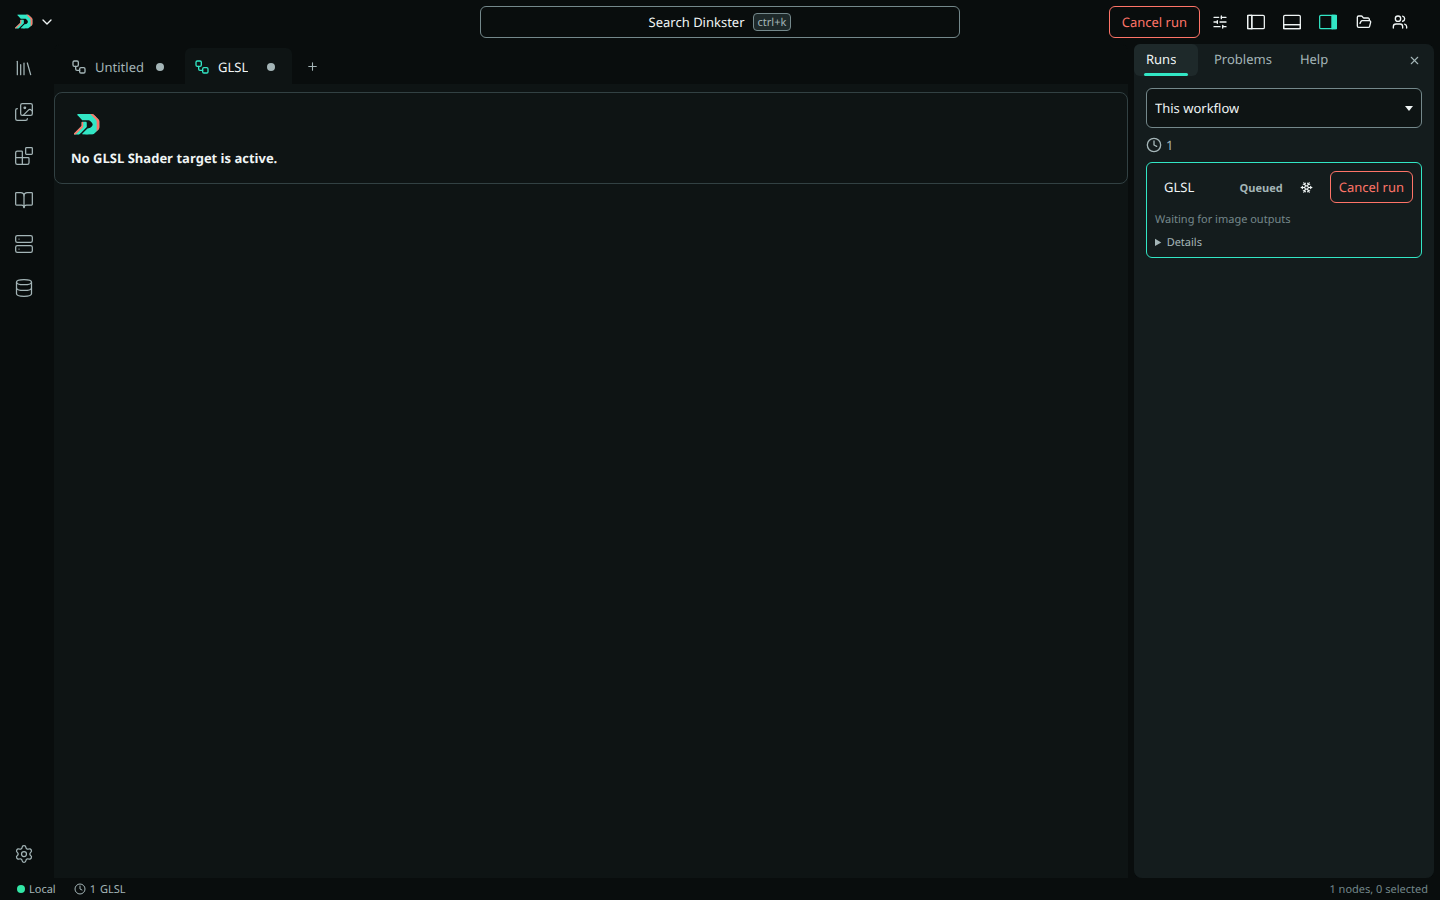 Search Dinkster ctrl+k
Cancel run
Untitled
GLSL
Runs
Problems
Help
No GLSL Shader target is active.
This workflow
1
GLSL
Queued
Cancel run
Waiting for image outputs
Details
Local
1 GLSL
1 nodes, 0 selected